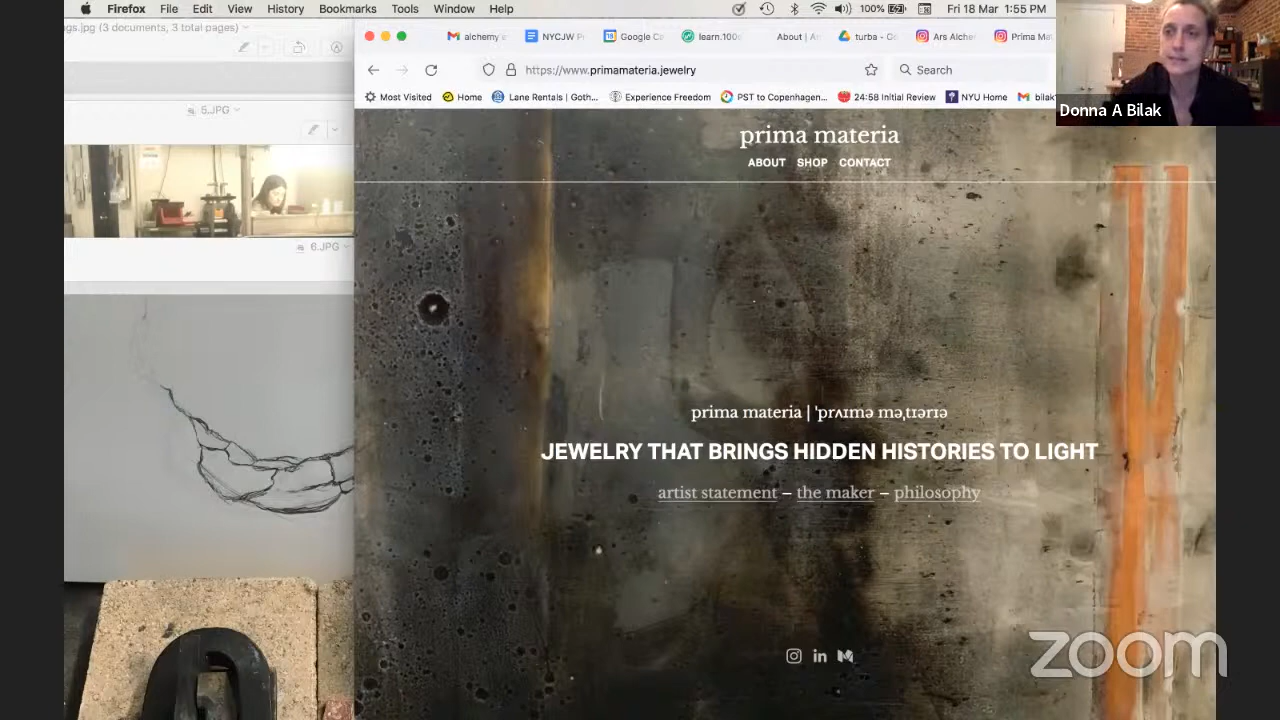 Firefox File Edit View History Bookmarks Tools Window Help 100% Fri 18 Mar 1:55 PM
gs.jpg (3 documents, 3 total pages)
alchemy NYCJW P Google Ca learn.100 About | A turba - Co Ars Alche Prima Ma
https://www.primamateria.jewelry Search
Most Visited Home Lane Rentals | Goth... Experience Freedom PST to Copenhagen... 24:58 Initial Review NYU Home bilak
Donna A Bilak
5.JPG
6.JPG
prima materia
ABOUT SHOP CONTACT
prima materia | ˈprʌɪmə məˌtɪərɪə
JEWELRY THAT BRINGS HIDDEN HISTORIES TO LIGHT
artist statement – the maker – philosophy
zoom